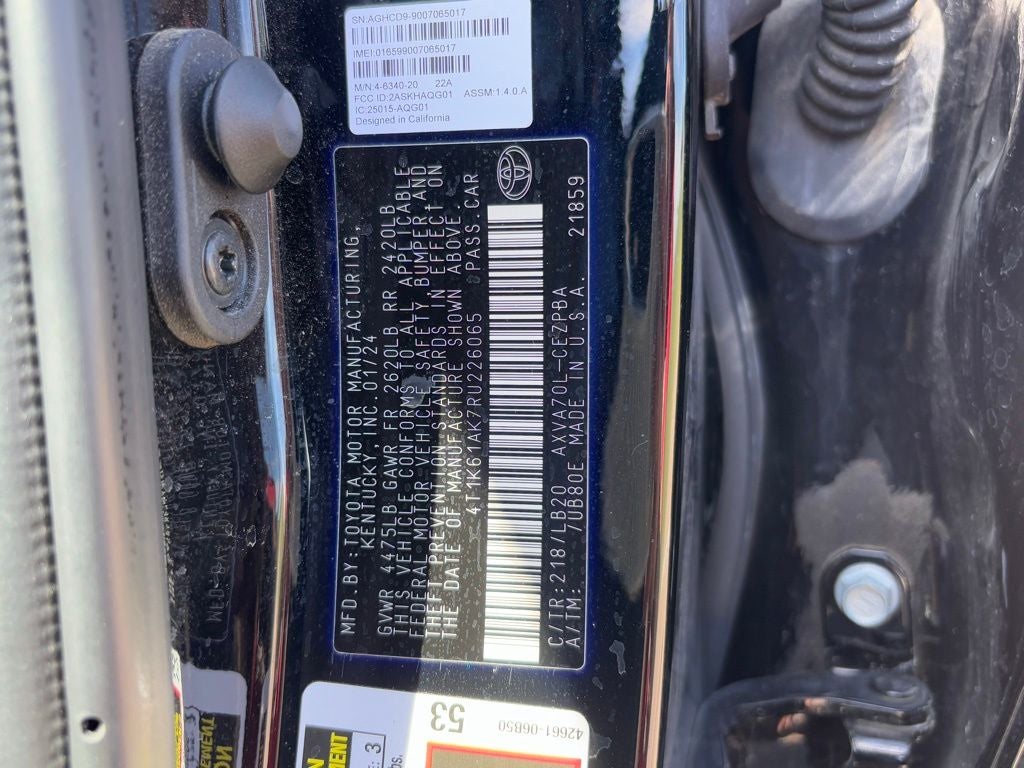 SN:AGHCD9-9007065017
IMEI:016599007065017
M/N:4-6340-20 22A
FCC ID:2ASKHAQG01 ASSM:1.4.0.A
IC:25015-AQG01
Designed in California
MFD.BY:TOYOTA MOTOR MANUFACTURING,
KENTUCKY, INC. 01/24
GVWR 4475LB GAWR FR 2620LB RR 2420LB
THIS VEHICLE CONFORMS TO ALL APPLICABLE
FEDERAL MOTOR VEHICLE SAFETY, BUMPER AND
THEFT PREVENTION STANDARDS IN EFFECT ON
THE DATE OF MANUFACTURE SHOWN ABOVE.
4T1K61AK7RU226065 PASS.CAR
C/TR:218/LB20 AXVA70L-CEZPBA 21859
A/TM: /UB80E MADE IN U.S.A.
53
42661-06B50
3